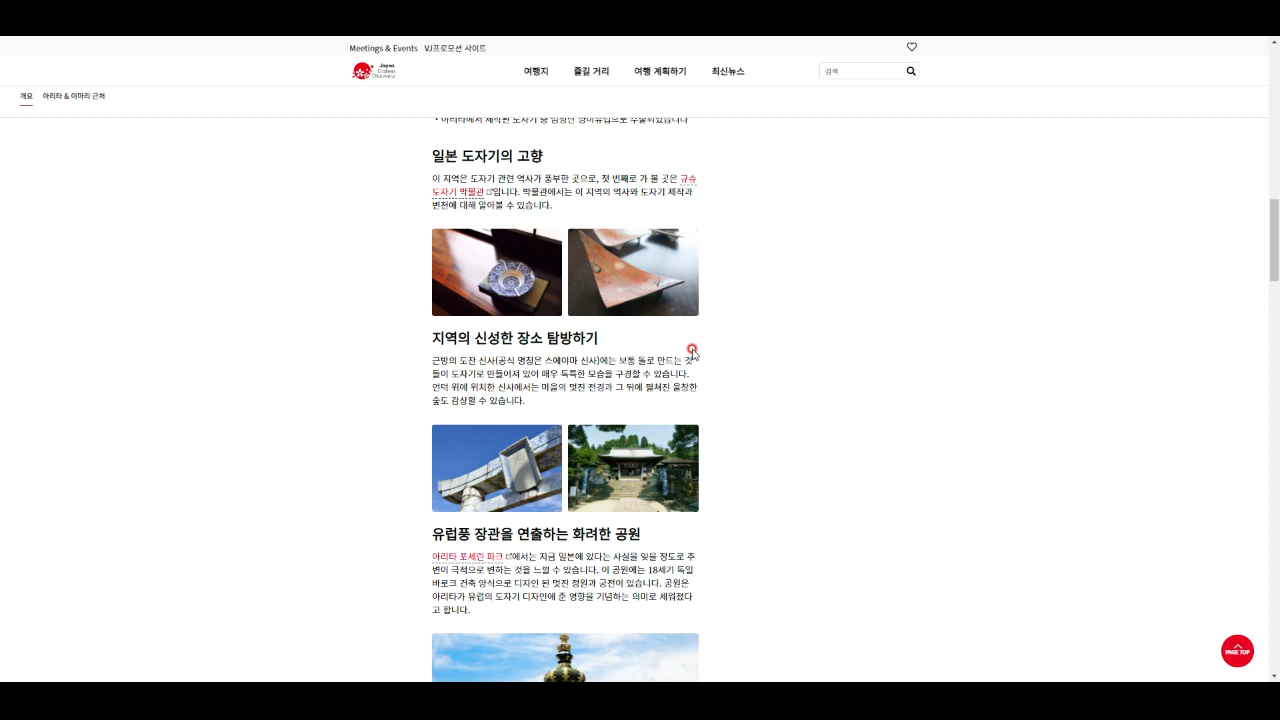 Meetings & Events VJ프로모션 사이트
Japan.
Endless
Discovery.
여행지 즐길 거리 여행 계획하기 최신뉴스 검색
개요 아리타 & 이마리 근처
일본 도자기의 고향
이 지역은 도자기 관련 역사가 풍부한 곳으로, 첫 번째로 가 볼 곳은 규슈
도자기 박물관 입니다. 박물관에서는 이 지역의 역사와 도자기 제작과
변천에 대해 알아볼 수 있습니다.
지역의 신성한 장소 탐방하기
근방의 도잔 신사(공식 명칭은 스에야마 신사)에는 보통 돌로 만드는 것
들이 도자기로 만들어져 있어 매우 독특한 모습을 구경할 수 있습니다.
언덕 위에 위치한 신사에서는 마을의 멋진 전경과 그 뒤에 펼쳐진 울창한
숲도 감상할 수 있습니다.
유럽풍 장관을 연출하는 화려한 공원
아리타 포세린 파크 에서는 지금 일본에 있다는 사실을 잊을 정도로 주
변이 극적으로 변하는 것을 느낄 수 있습니다. 이 공원에는 18세기 독일
바로크 건축 양식으로 디자인 된 멋진 정원과 궁전이 있습니다. 공원은
아리타가 유럽의 도자기 디자인에 준 영향을 기념하는 의미로 세워졌다
고 합니다.
PAGE TOP